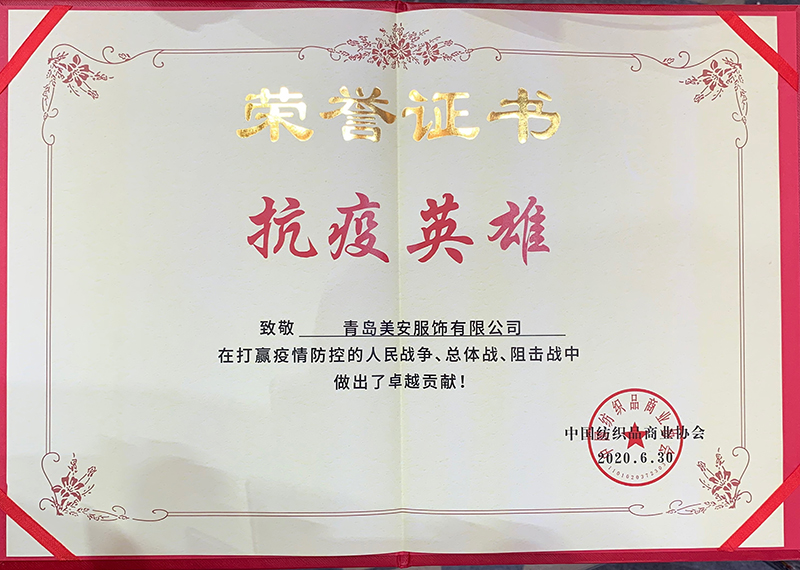 荣誉证书
抗疫英雄
致敬 青岛美安服饰有限公司
在打赢疫情防控的人民战争、总体战、阻击战中
做出了卓越贡献！
中国纺织品商业协会
2020.6.30